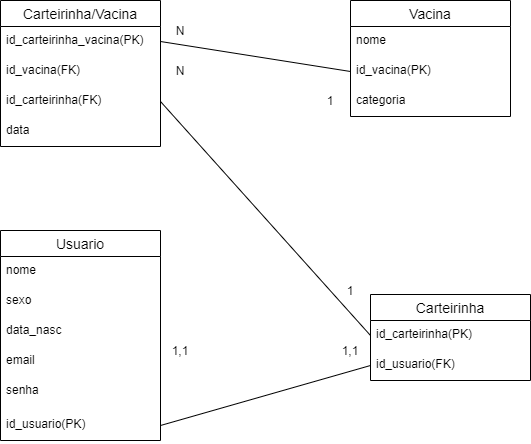 Carteirinha/Vacina
id_carteirinha_vacina(PK)
id_vacina(FK)
id_carteirinha(FK)
data
N
N
1
Vacina
nome
id_vacina(PK)
categoria
Usuario
nome
sexo
data_nasc
email
senha
id_usuario(PK)
1,1
1
1,1
Carteirinha
id_carteirinha(PK)
id_usuario(FK)